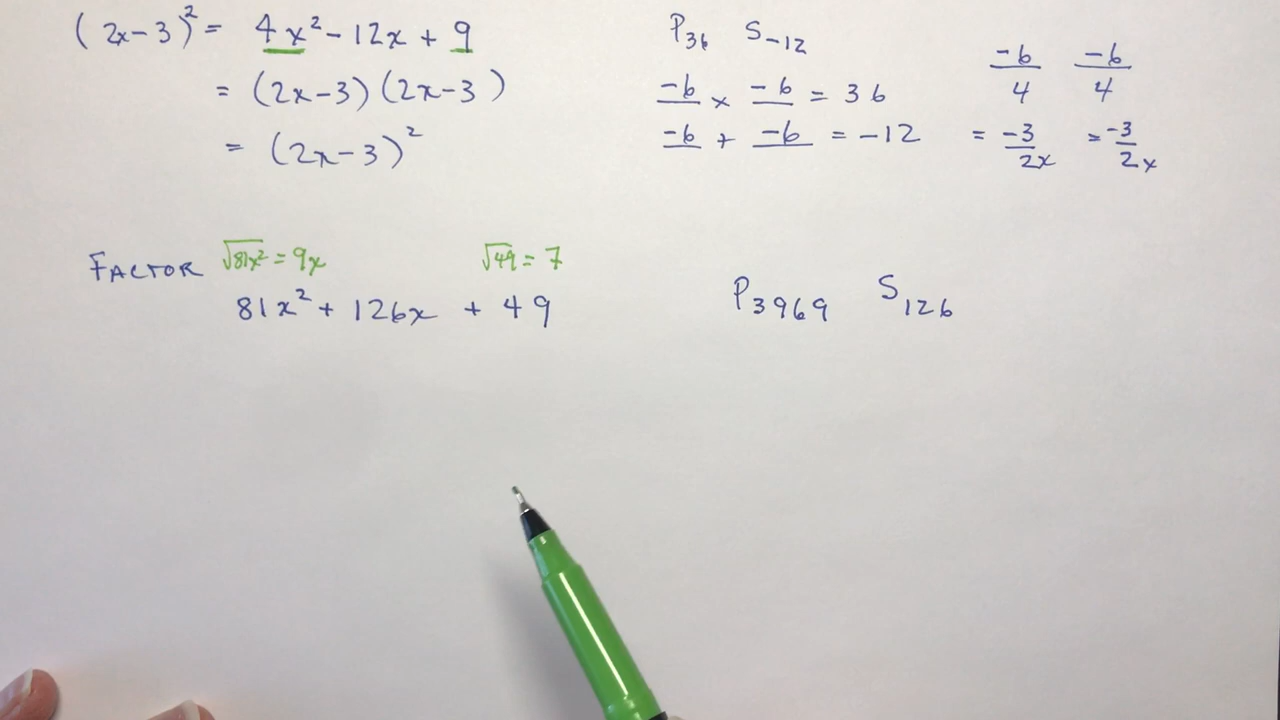 (2x-3)² = 4x² - 12x + 9
= (2x-3)(2x-3)
= (2x-3)²
P₃₆ S₋₁₂
-6 × -6 = 36
-6 + -6 = -12
-6/4 -6/4
= -3/2x = -3/2x
FACTOR √81x² = 9x √49 = 7
81x² + 126x + 49
P₃₉₆₉ S₁₂₆